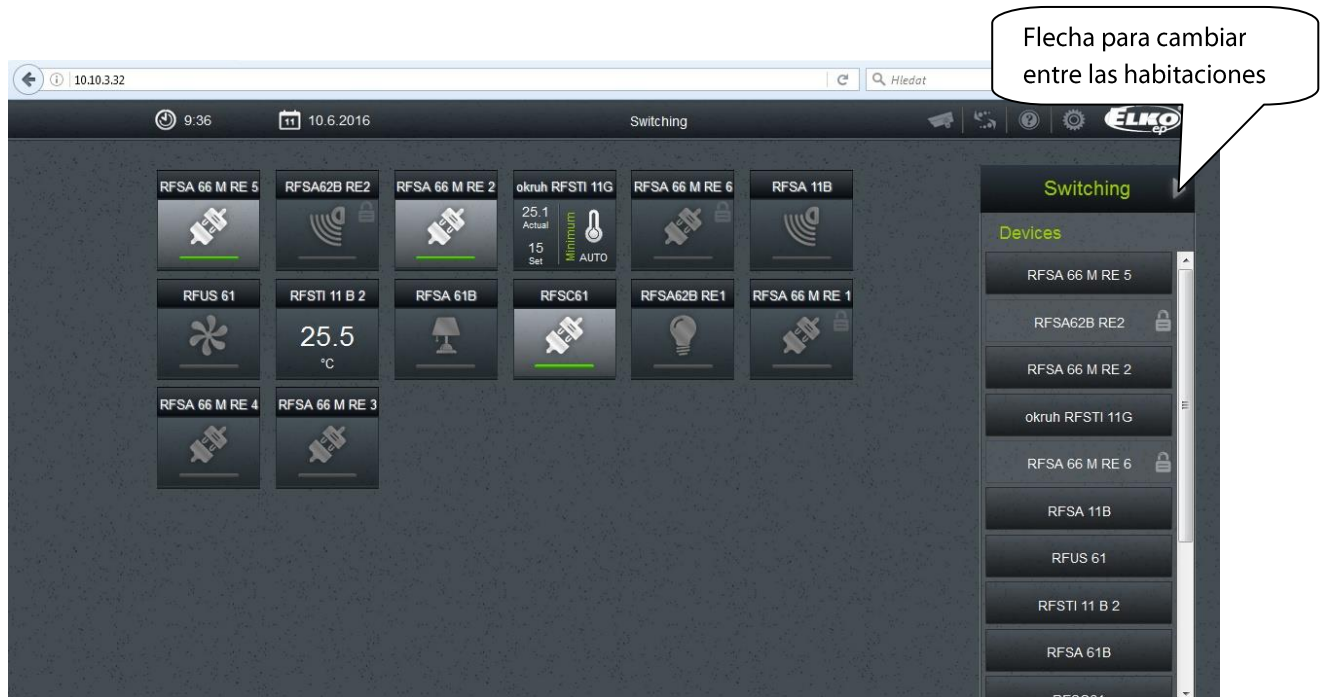 Flecha para cambiar
entre las habitaciones
10.10.3.32
Hledat
9:36
11
10.6.2016
Switching
ELKO
ep
RFSA 66 M RE 5
RFSA62B RE2
RFSA 66 M RE 2
okruh RFSTI 11G
RFSA 66 M RE 6
RFSA 11B
25.1
Actual
15
Set
Minimum
AUTO
RFUS 61
RFSTI 11 B 2
RFSA 61B
RFSC61
RFSA62B RE1
RFSA 66 M RE 1
25.5
°C
RFSA 66 M RE 4
RFSA 66 M RE 3
Switching
Devices
RFSA 66 M RE 5
RFSA62B RE2
RFSA 66 M RE 2
okruh RFSTI 11G
RFSA 66 M RE 6
RFSA 11B
RFUS 61
RFSTI 11 B 2
RFSA 61B